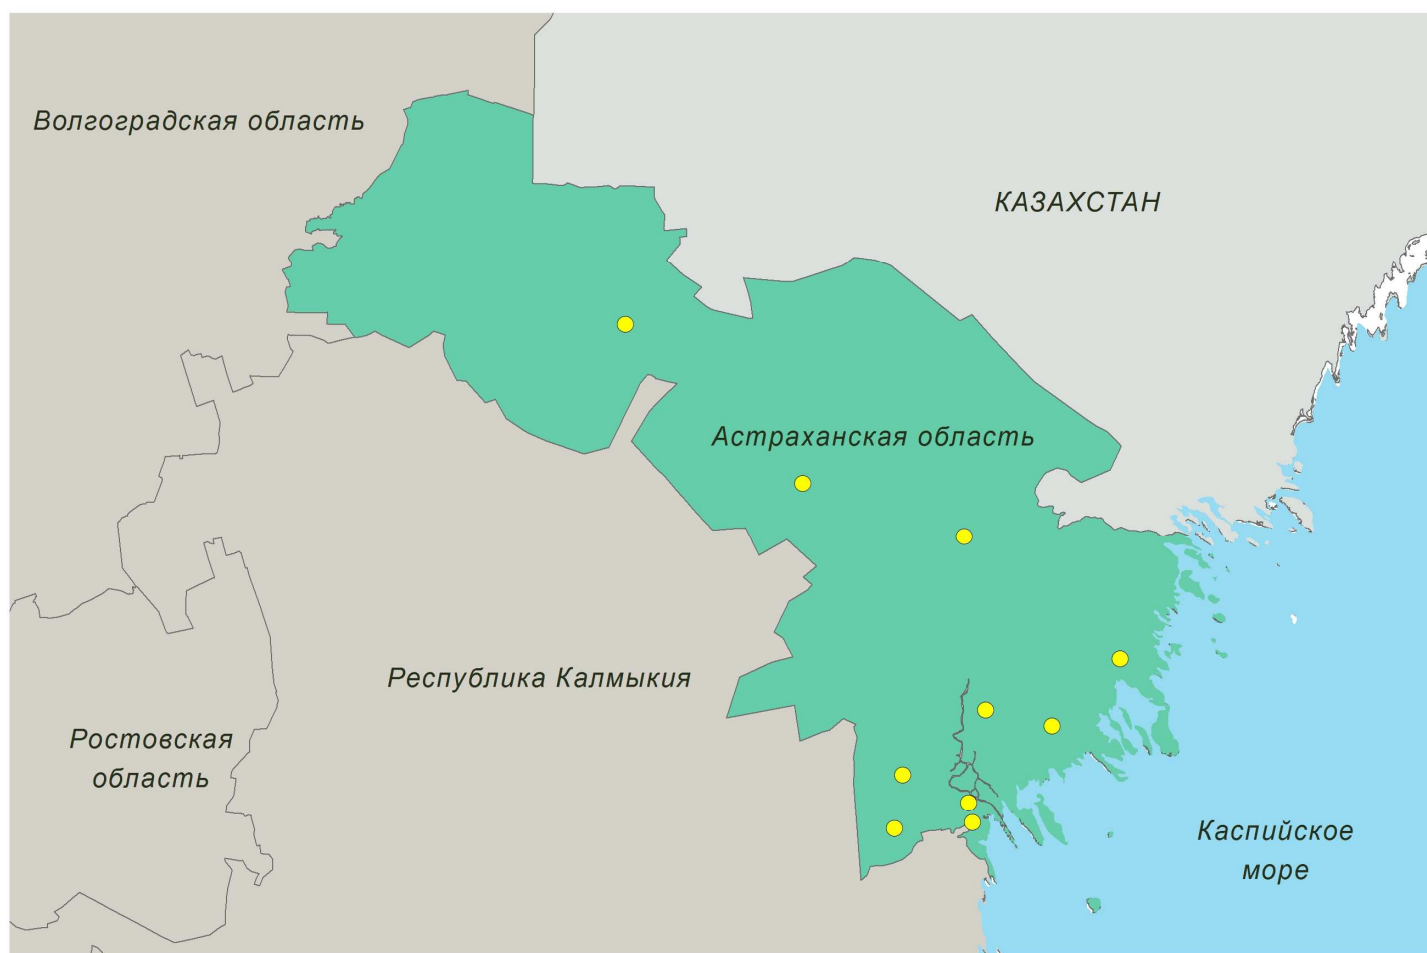 Волгоградская область
КАЗАХСТАН
Астраханская область
Республика Калмыкия
Ростовская
область
Каспийское
море